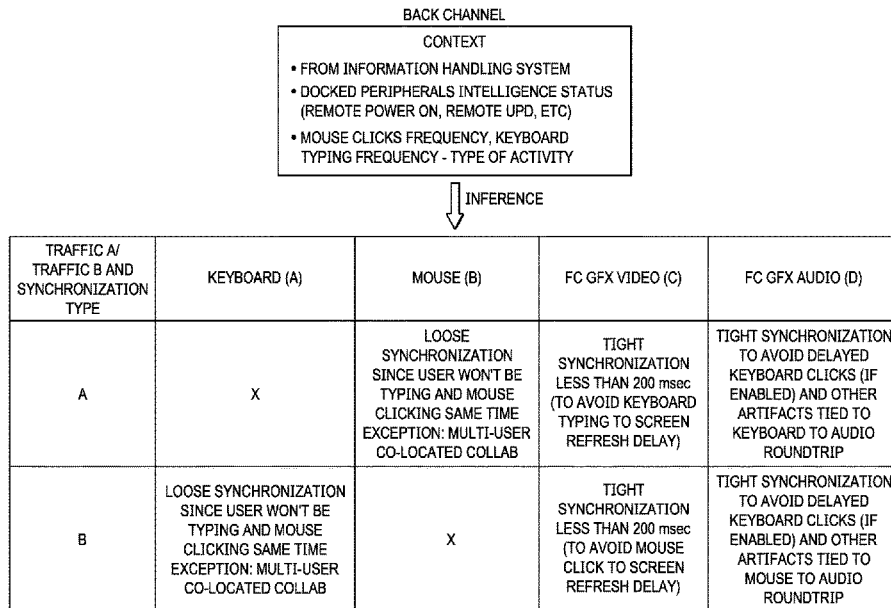 BACK CHANNEL
CONTEXT
• FROM INFORMATION HANDLING SYSTEM
• DOCKED PERIPHERALS INTELLIGENCE STATUS
(REMOTE POWER ON, REMOTE UPD, ETC)
• MOUSE CLICKS FREQUENCY, KEYBOARD
TYPING FREQUENCY - TYPE OF ACTIVITY
INFERENCE
TRAFFIC A/
TRAFFIC B AND
SYNCHRONIZATION
TYPE
KEYBOARD (A)
MOUSE (B)
FC GFX VIDEO (C)
FC GFX AUDIO (D)
A
X
LOOSE
SYNCHRONIZATION
SINCE USER WON'T BE
TYPING AND MOUSE
CLICKING SAME TIME
EXCEPTION: MULTI-USER
CO-LOCATED COLLAB
TIGHT
SYNCHRONIZATION
LESS THAN 200 msec
(TO AVOID KEYBOARD
TYPING TO SCREEN
REFRESH DELAY)
TIGHT SYNCHRONIZATION
TO AVOID DELAYED
KEYBOARD CLICKS (IF
ENABLED) AND OTHER
ARTIFACTS TIED TO
KEYBOARD TO AUDIO
ROUNDTRIP
B
LOOSE SYNCHRONIZATION
SINCE USER WON'T BE
TYPING AND MOUSE
CLICKING SAME TIME
EXCEPTION: MULTI-USER
CO-LOCATED COLLAB
X
TIGHT
SYNCHRONIZATION
LESS THAN 200 msec
(TO AVOID MOUSE
CLICK TO SCREEN
REFRESH DELAY)
TIGHT SYNCHRONIZATION
TO AVOID DELAYED
KEYBOARD CLICKS (IF
ENABLED) AND OTHER
ARTIFACTS TIED TO
MOUSE TO AUDIO
ROUNDTRIP